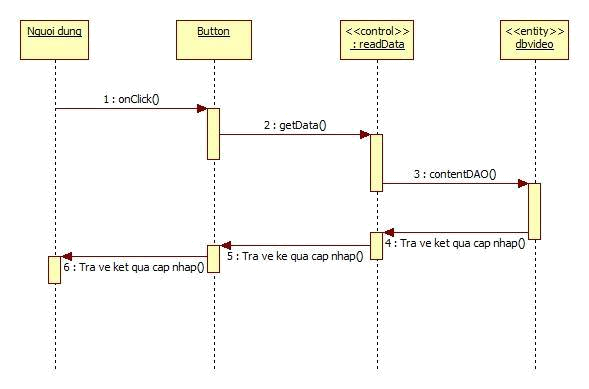 Nguoi dung
Button
<<control>>
: readData
<<entity>>
dbvideo
1 : onClick()
2 : getData()
3 : contentDAO()
4 : Tra ve ket qua cap nhap()
5 : Tra ve ke qua cap nhap()
6 : Tra ve ket qua cap nhap()